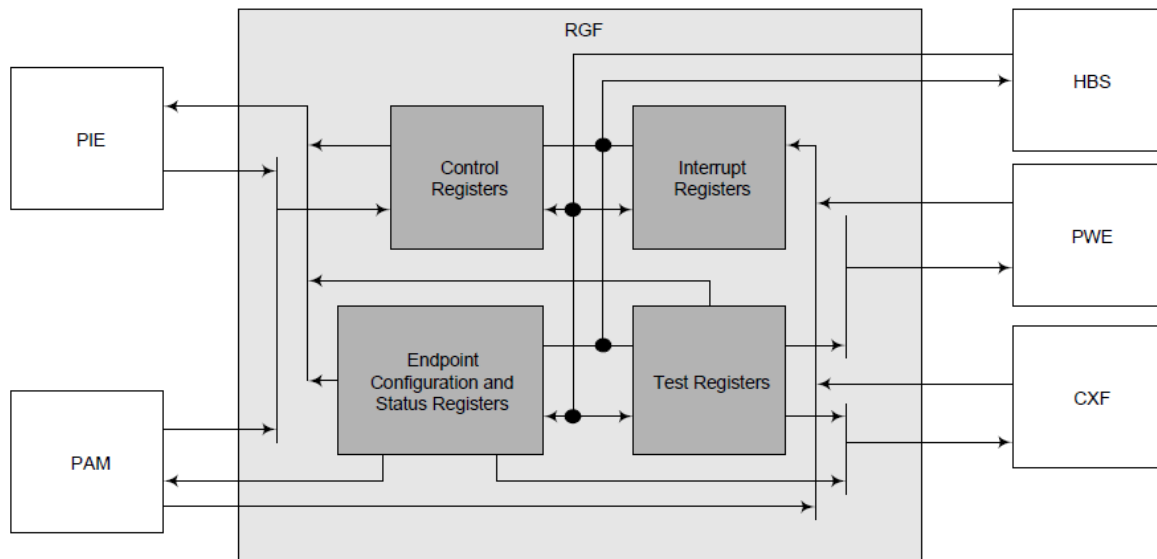 RGF
PIE
HBS
Control
Registers
Interrupt
Registers
PWE
Endpoint
Configuration and
Status Registers
Test Registers
CXF
PAM